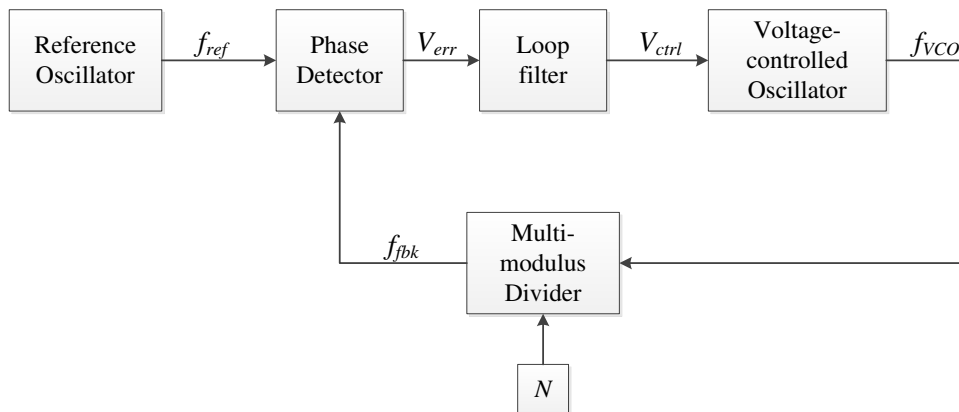 Reference
Oscillator
f_ref
Phase
Detector
V_err
Loop
filter
V_ctrl
Voltage-
controlled
Oscillator
f_VCO
f_fbk
Multi-
modulus
Divider
N